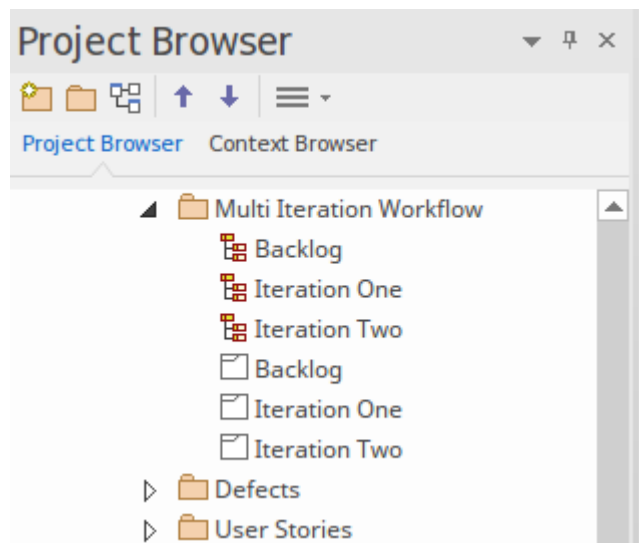 Project Browser
Project Browser Context Browser
Multi Iteration Workflow
Backlog
Iteration One
Iteration Two
Backlog
Iteration One
Iteration Two
Defects
User Stories